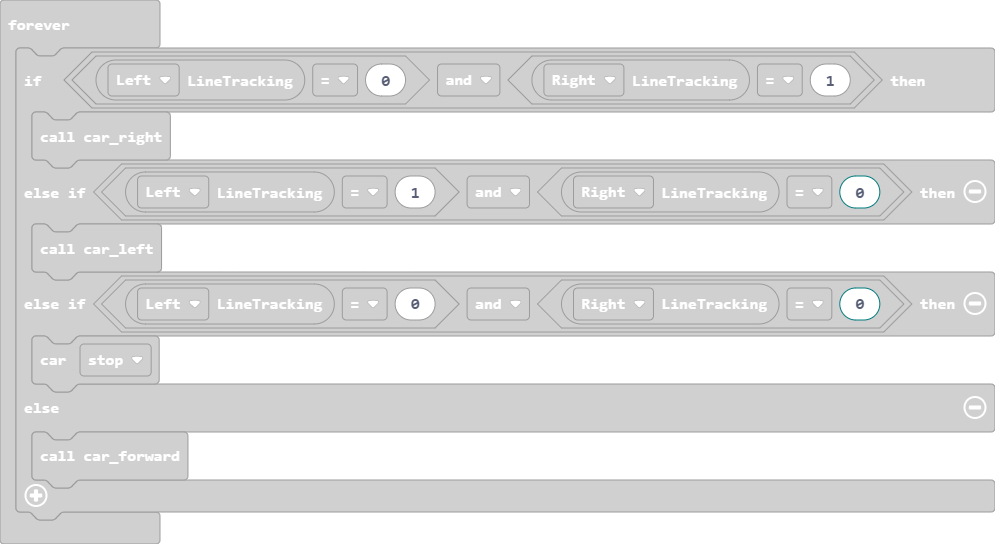 forever
if Left LineTracking = 0 and Right LineTracking = 1 then
call car_right
else if Left LineTracking = 1 and Right LineTracking = 0 then
call car_left
else if Left LineTracking = 0 and Right LineTracking = 0 then
car stop
else
call car_forward